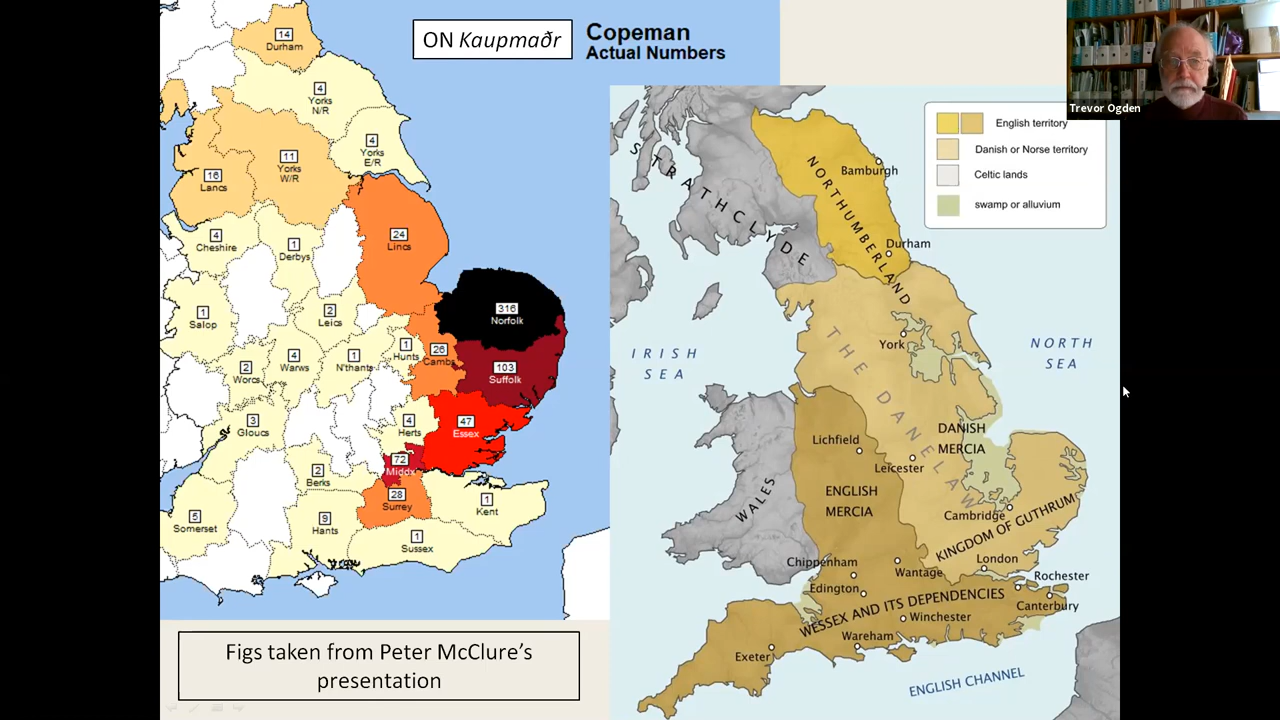 ON Kaupmaðr
Copeman
Actual Numbers
14
Durham
4
Yorks
N/R
4
Yorks
E/R
11
Yorks
W/R
16
Lancs
24
Lincs
4
Cheshire
1
Derbys
316
Norfolk
1
Salop
2
Leics
1
Hunts
26
Cambs
103
Suffolk
2
Worcs
4
Warws
1
N'thants
3
Gloucs
4
Herts
47
Essex
72
Middx
2
Berks
28
Surrey
1
Kent
5
Somerset
9
Hants
1
Sussex
Figs taken from Peter McClure's
presentation
Trevor Ogden
English territory
Danish or Norse territory
Celtic lands
swamp or alluvium
STRATHCLYDE
NORTHUMBERLAND
Bamburgh
Durham
York
IRISH
SEA
NORTH
SEA
THE DANELAW
DANISH
MERCIA
Lichfield
Leicester
ENGLISH
MERCIA
WALES
Cambridge
KINGDOM OF GUTHRUM
Chippenham
Wantage
London
Edington
Rochester
WESSEX AND ITS DEPENDENCIES
Canterbury
Winchester
Wareham
Exeter
ENGLISH CHANNEL